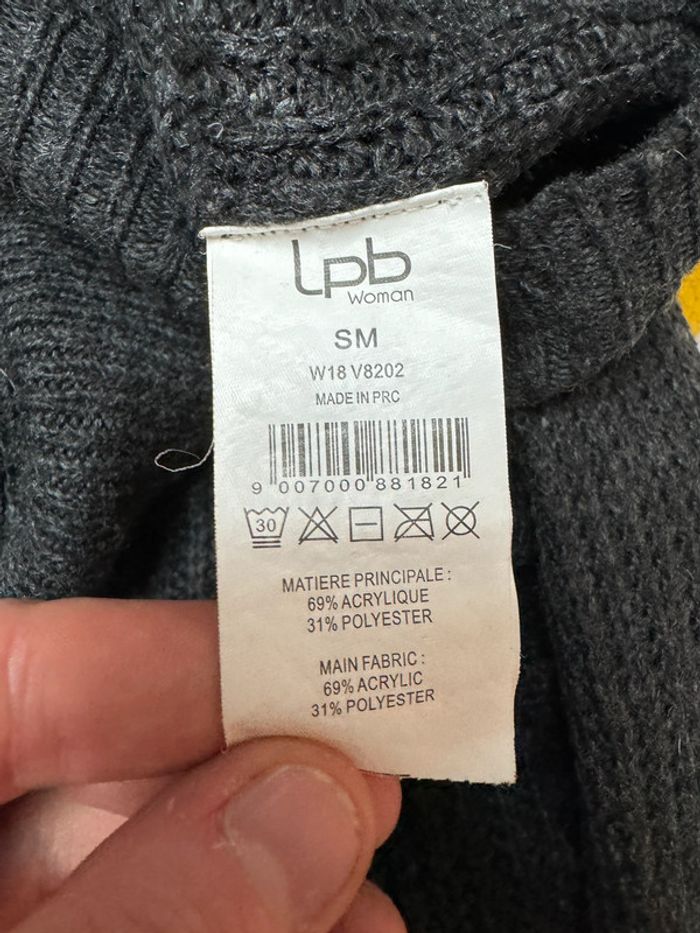 lpb
Woman
SM
W18 V8202
MADE IN PRC
9 007000 881821
30
MATIERE PRINCIPALE :
69% ACRYLIQUE
31% POLYESTER
MAIN FABRIC :
69% ACRYLIC
31% POLYESTER